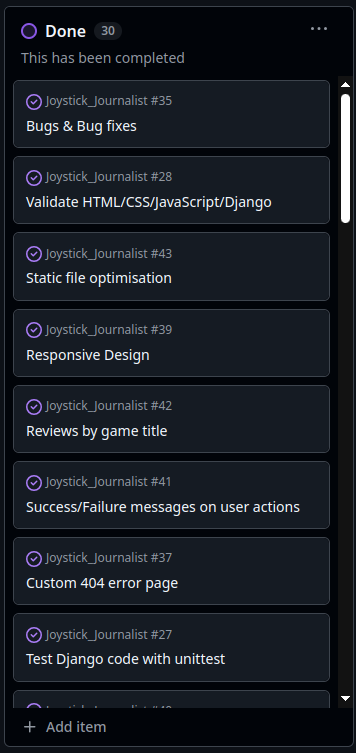 Done 30
This has been completed
Joystick_Journalist #35
Bugs & Bug fixes
Joystick_Journalist #28
Validate HTML/CSS/JavaScript/Django
Joystick_Journalist #43
Static file optimisation
Joystick_Journalist #39
Responsive Design
Joystick_Journalist #42
Reviews by game title
Joystick_Journalist #41
Success/Failure messages on user actions
Joystick_Journalist #37
Custom 404 error page
Joystick_Journalist #27
Test Django code with unittest
Add item